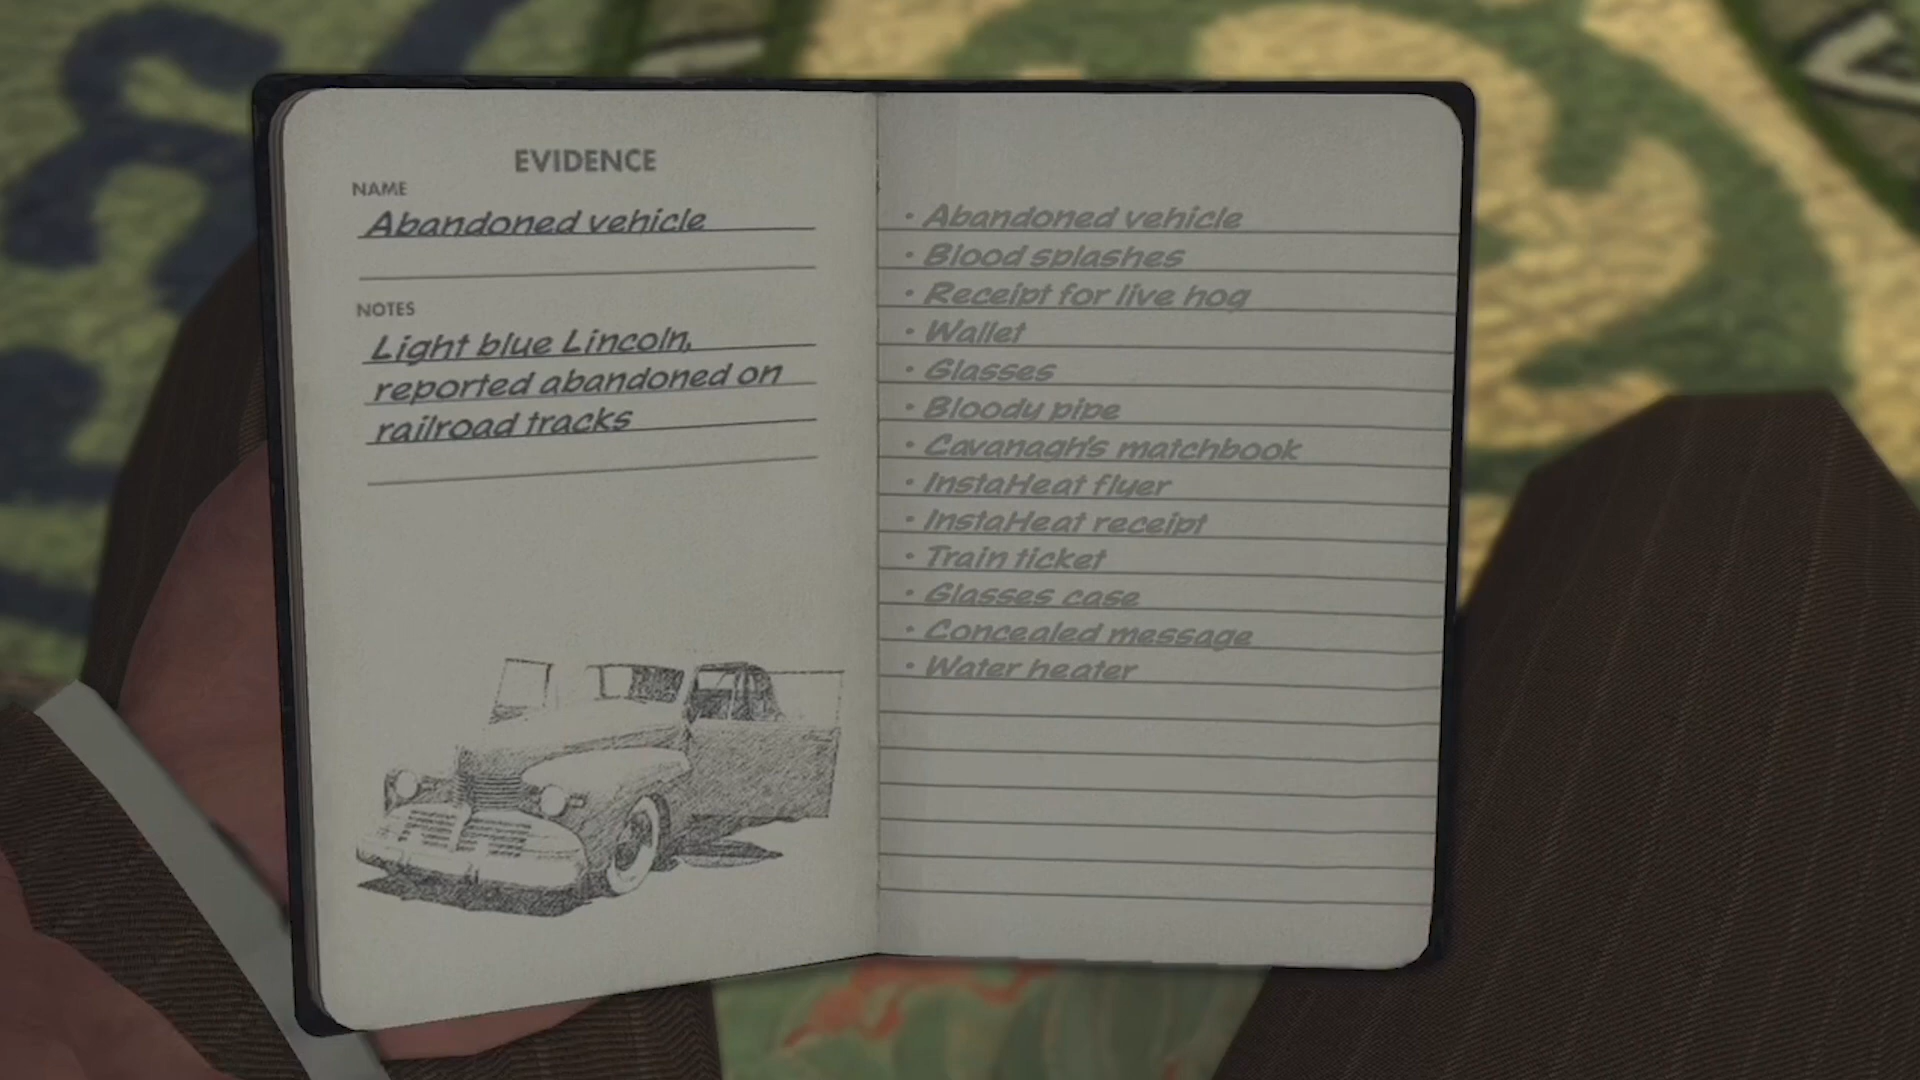 EVIDENCE
NAME
Abandoned vehicle
NOTES
Light blue Lincoln,
reported abandoned on
railroad tracks
• Abandoned vehicle
• Blood splashes
• Receipt for live hog
• Wallet
• Glasses
• Bloody pipe
• Cavanagh's matchbook
• InstaHeat flyer
• InstaHeat receipt
• Train ticket
• Glasses case
• Concealed message
• Water heater